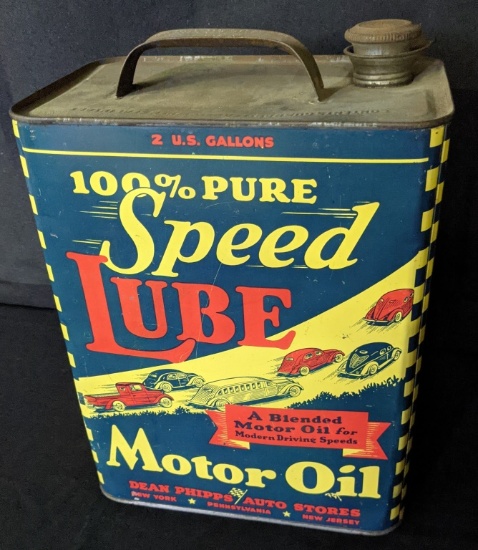 2 U.S. GALLONS
100% PURE
Speed
LUBE
A Blended
Motor Oil for
Modern Driving Speeds
Motor Oil
DEAN PHIPPS AUTO STORES
NEW YORK ★ PENNSYLVANIA ★ NEW JERSEY